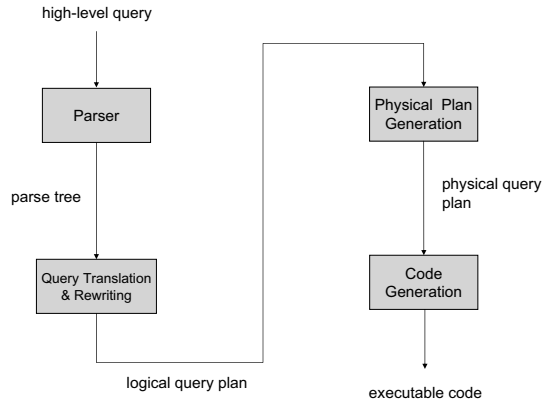 high-level query
Parser
parse tree
Query Translation
& Rewriting
logical query plan
Physical Plan
Generation
physical query
plan
Code
Generation
executable code